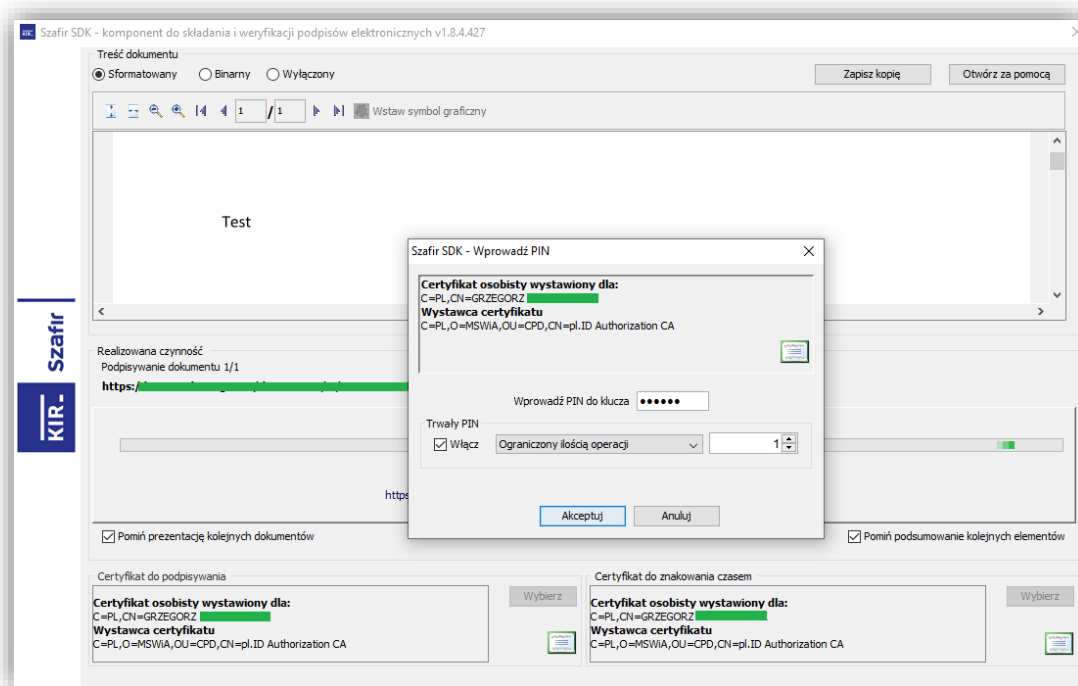 KIR. Szafir SDK - komponent do składania i weryfikacji podpisów elektronicznych v1.8.4.427
Treść dokumentu
Sformatowany Binarny Wyłączony Zapisz kopię Otwórz za pomocą
1 / 1 Wstaw symbol graficzny
Test
Szafir SDK - Wprowadź PIN
Certyfikat osobisty wystawiony dla:
C=PL,CN=GRZEGORZ
Wystawca certyfikatu
C=PL,O=MSWiA,OU=CPD,CN=pl.ID Authorization CA
Wprowadź PIN do klucza ••••••
Trwały PIN
Włącz Ograniczony ilością operacji 1
Akceptuj Anuluj
KIR. Szafir
Realizowana czynność
Podpisywanie dokumentu 1/1
https:/
https
Pomiń prezentację kolejnych dokumentów Pomiń podsumowanie kolejnych elementów
Certyfikat do podpisywania
Wybierz
Certyfikat osobisty wystawiony dla:
C=PL,CN=GRZEGORZ
Wystawca certyfikatu
C=PL,O=MSWiA,OU=CPD,CN=pl.ID Authorization CA
Certyfikat do znakowania czasem
Wybierz
Certyfikat osobisty wystawiony dla:
C=PL,CN=GRZEGORZ
Wystawca certyfikatu
C=PL,O=MSWiA,OU=CPD,CN=pl.ID Authorization CA